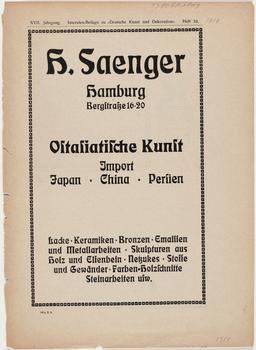 XVII. Jahrgang. Inseraten-Beilage zu »Deutsche Kunst und Dekoration«. Heft 10.
H. Saenger
Hamburg
Bergſtraße 16-20
Oſtaſiatiſche Kunſt
Import
Japan · China · Perſien
Lacke · Keramiken · Bronzen · Emaillen
und Metallarbeiten · Skulpturen aus
Holz und Elfenbein · Netzukes · Stoffe
und Gewänder · Farben-Holzſchnitte
Steinarbeiten uſw.